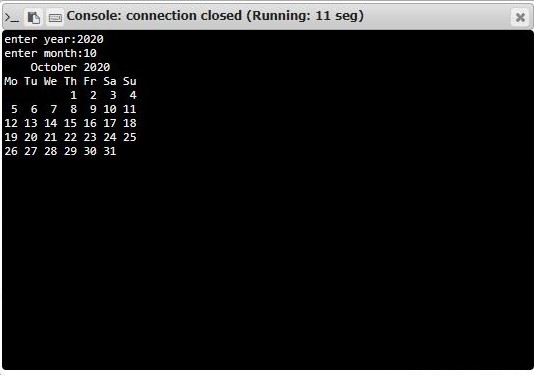 Console: connection closed (Running: 11 seg)
enter year:2020
enter month:10
    October 2020
Mo Tu We Th Fr Sa Su
          1  2  3  4
 5  6  7  8  9 10 11
12 13 14 15 16 17 18
19 20 21 22 23 24 25
26 27 28 29 30 31